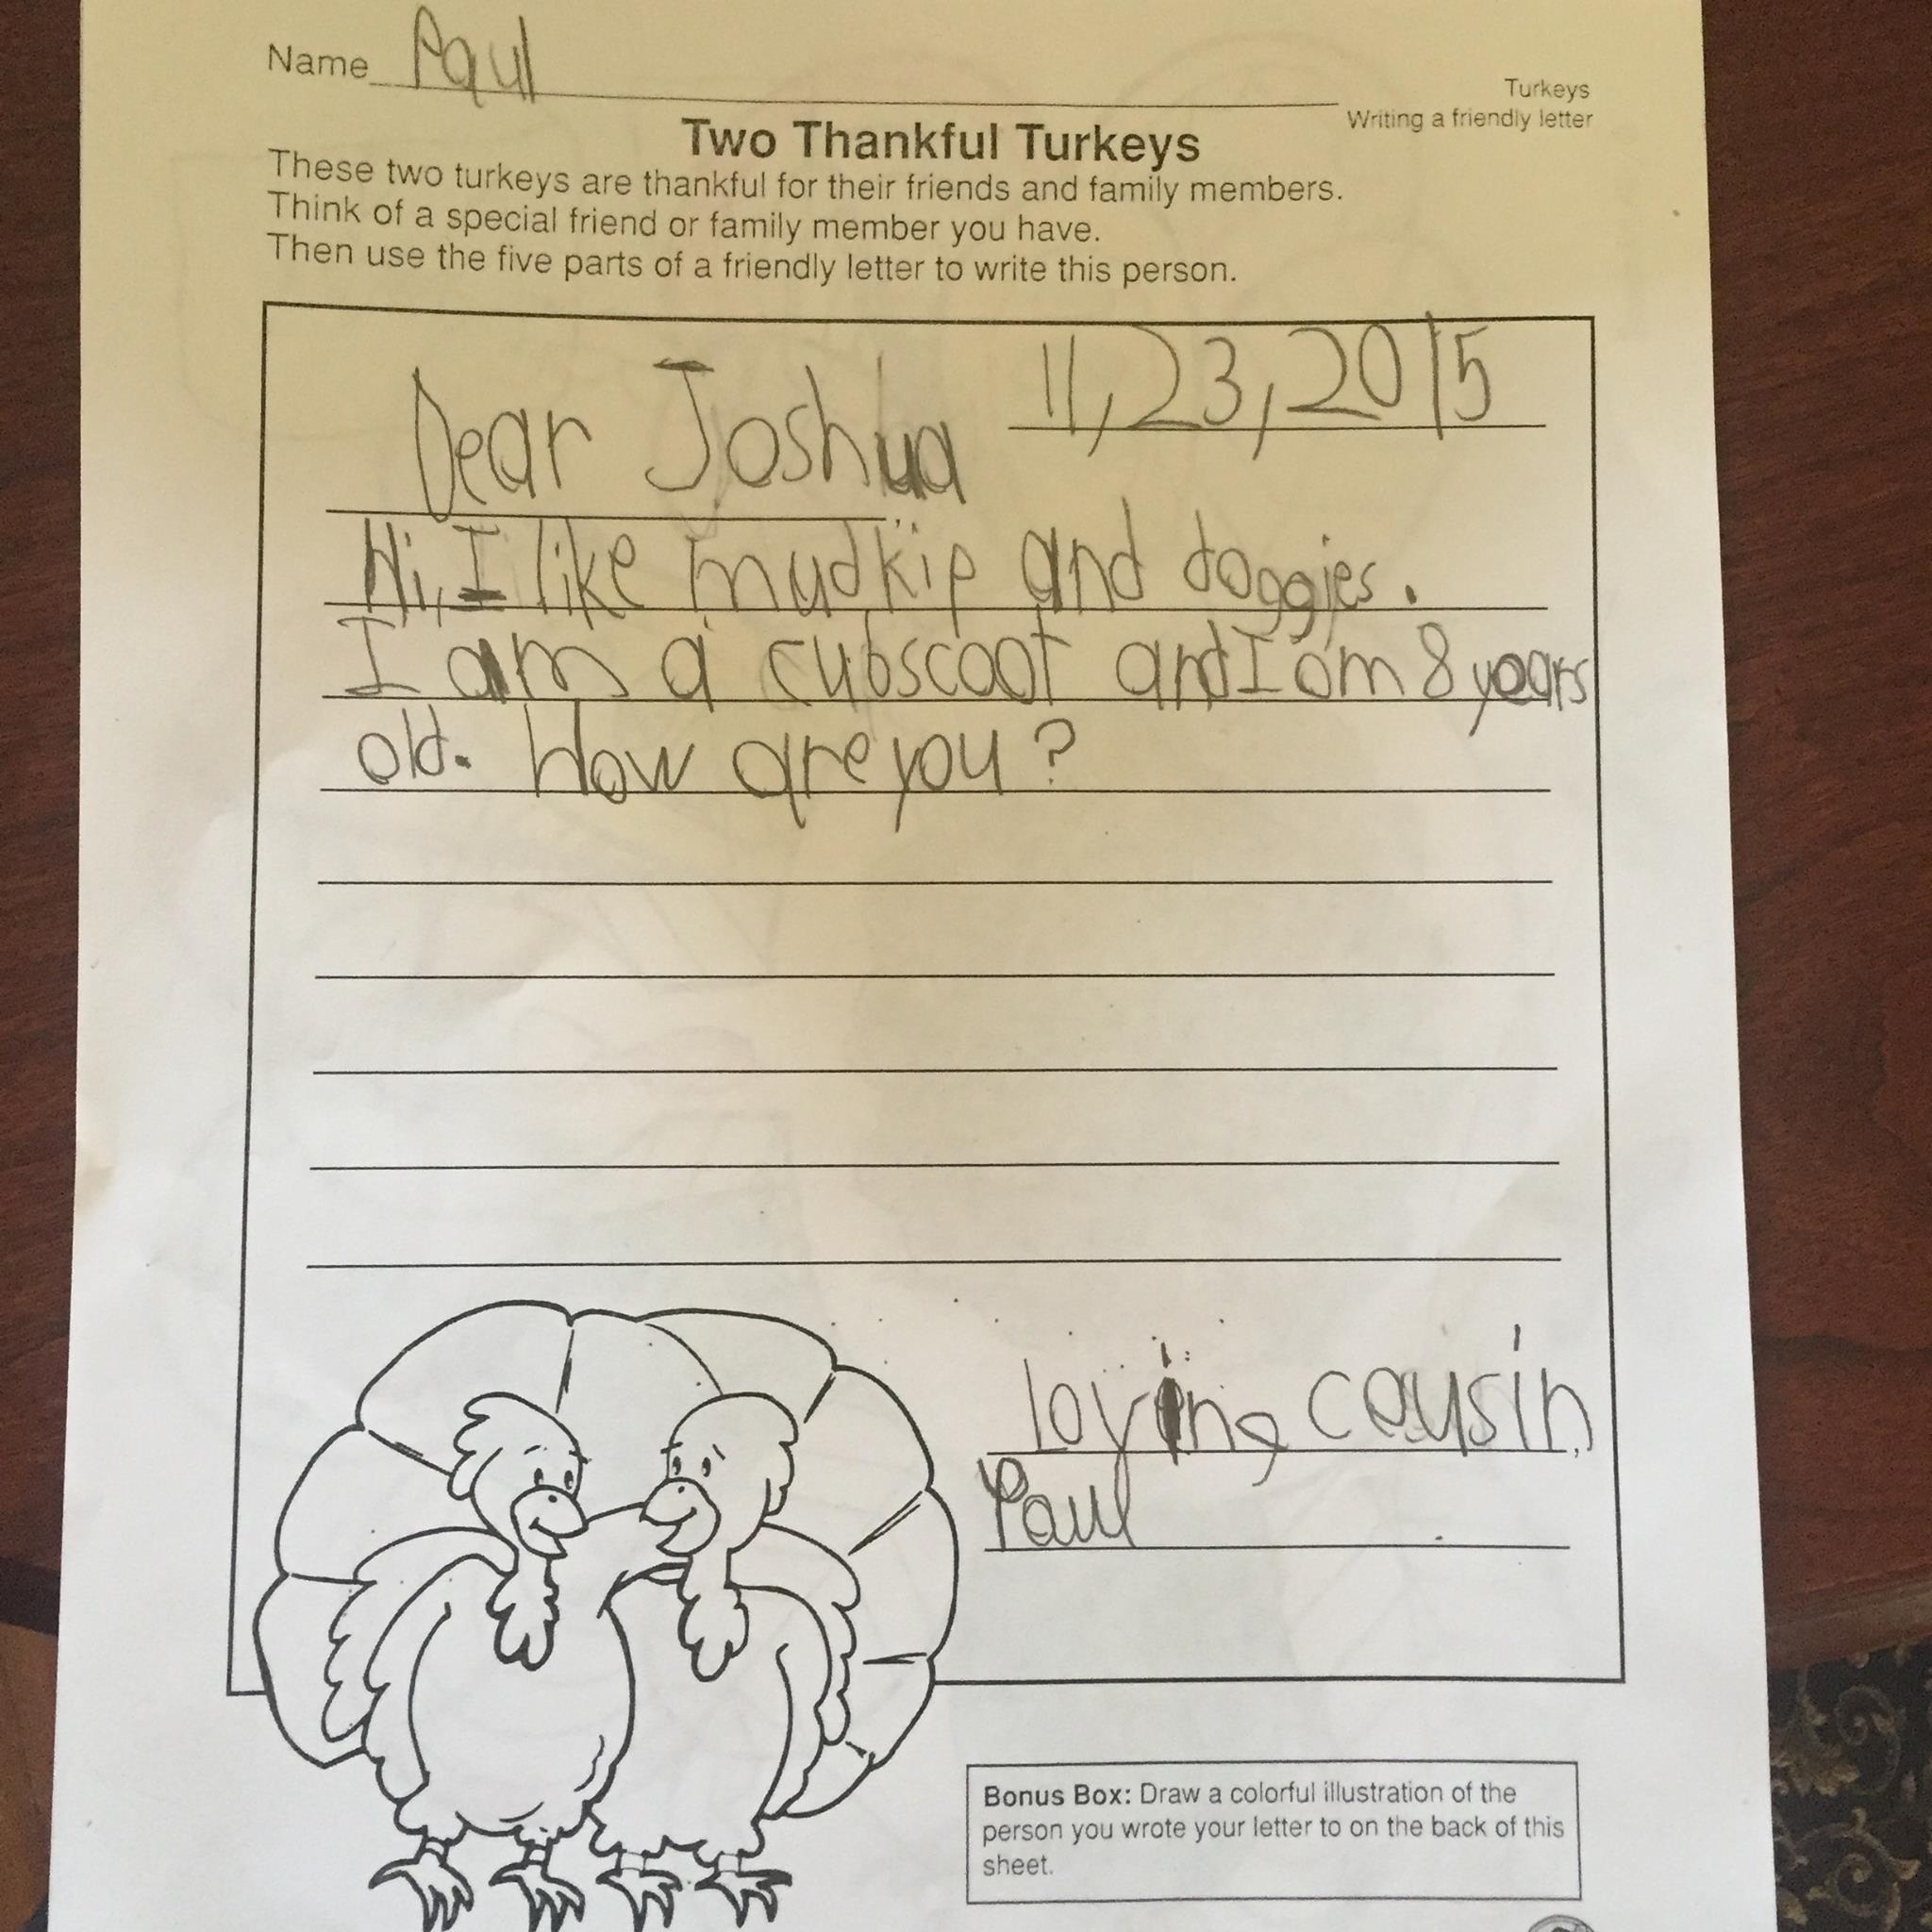 Name Paul
Turkeys
Writing a friendly letter
Two Thankful Turkeys
These two turkeys are thankful for their friends and family members.
Think of a special friend or family member you have.
Then use the five parts of a friendly letter to write this person.
11,23,2015
Dear Joshua
Hi, I like mudkip and doggies.
I am a cubscoot and I am 8 years
old. How are you?
loving cousin,
Paul
Bonus Box: Draw a colorful illustration of the
person you wrote your letter to on the back of this
sheet.